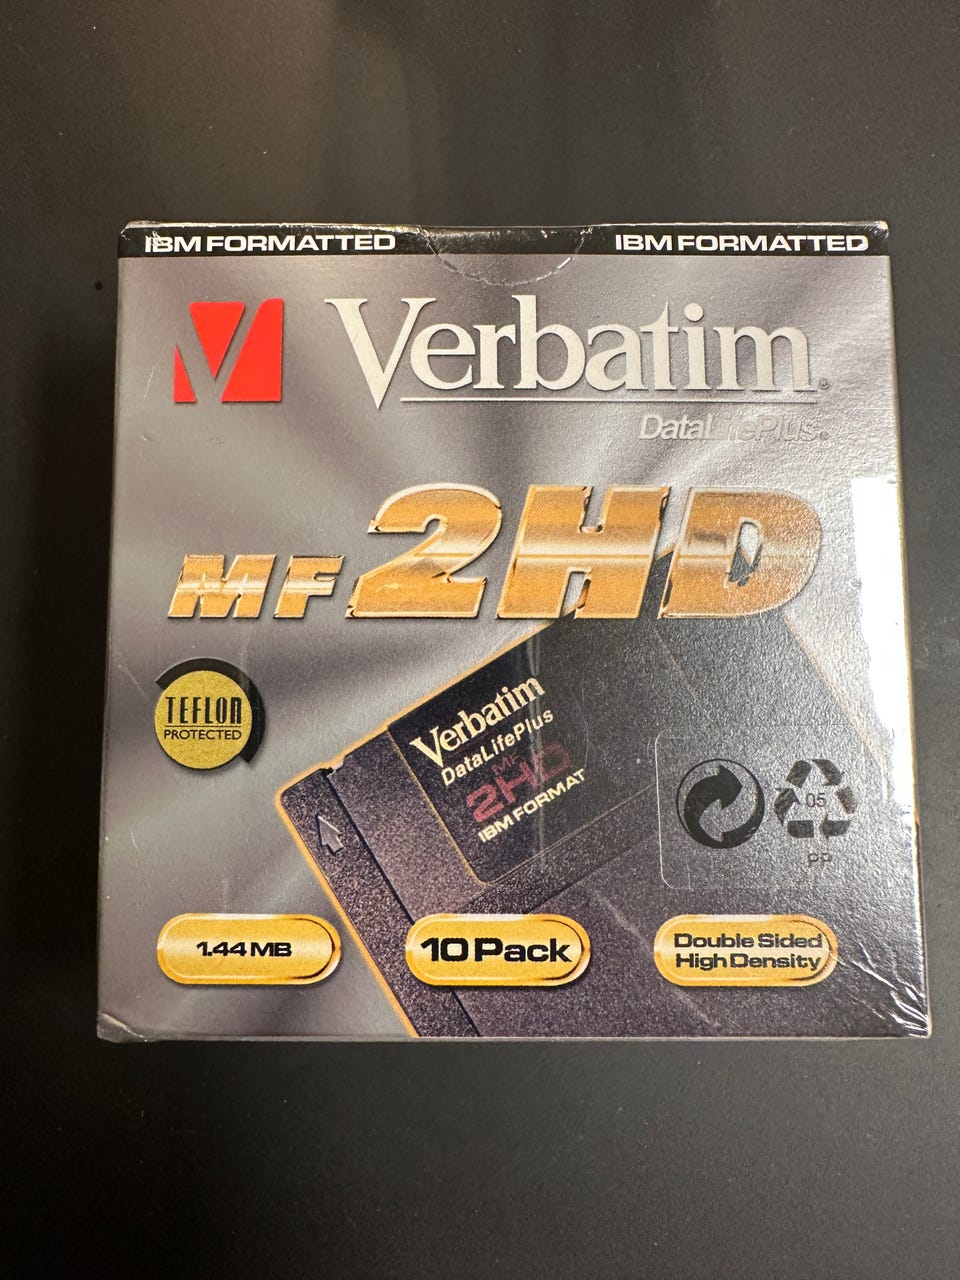 IBM FORMATTED IBM FORMATTED
Verbatim®
DataLifePlus®
MF 2HD
TEFLON
PROTECTED
Verbatim
DataLifePlus
MF
2HD
IBM FORMAT
05
PP
1.44 MB
10 Pack
Double Sided
High Density